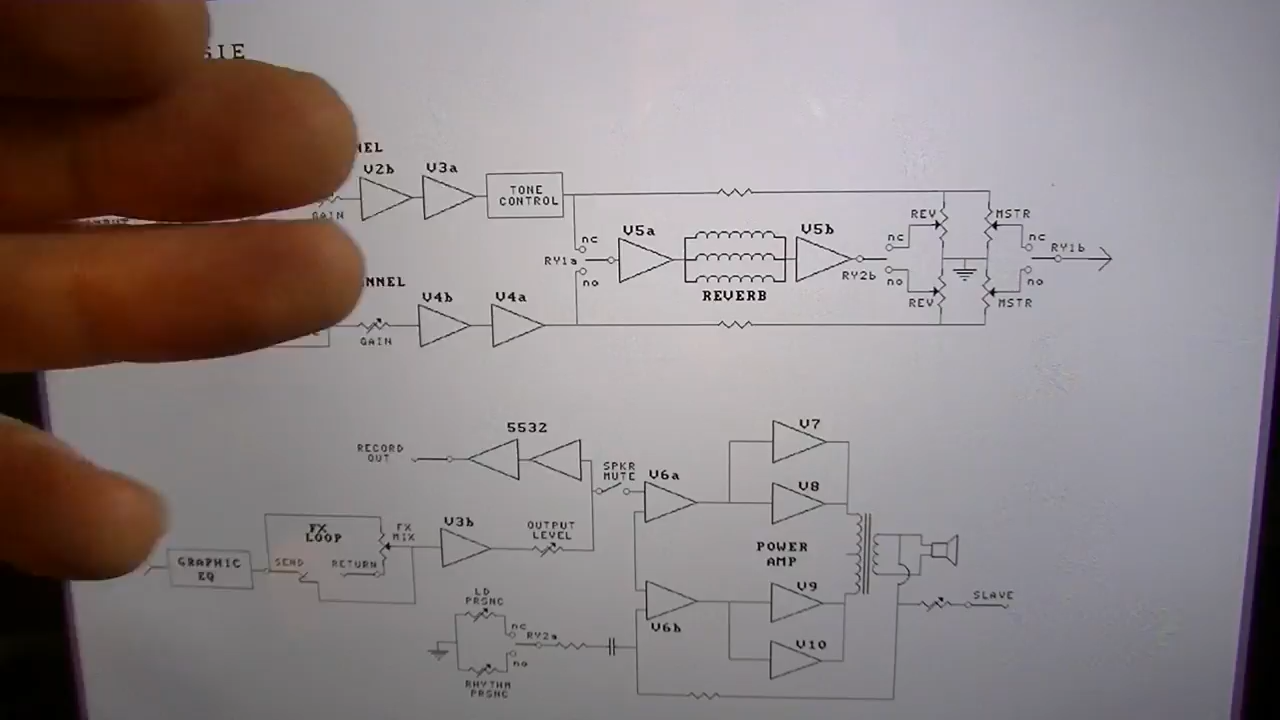 SIE
NEL
V2b
V3a
GAIN
TONE
CONTROL
V5a
V5b
REV
MSTR
nc
nc
nc
RY1a
RY2b
RY1b
no
no
no
REVERB
REV
MSTR
NNEL
V4b
V4a
GAIN
5532
V7
RECORD
OUT
SPKR
MUTE
V6a
V8
FX
LOOP
FX
MIX
V3b
OUTPUT
LEVEL
POWER
AMP
GRAPHIC
EQ
SEND
RETURN
V9
SLAVE
LD
PRSNC
nc
RY2a
no
V6b
V10
RHYTHM
PRSNC